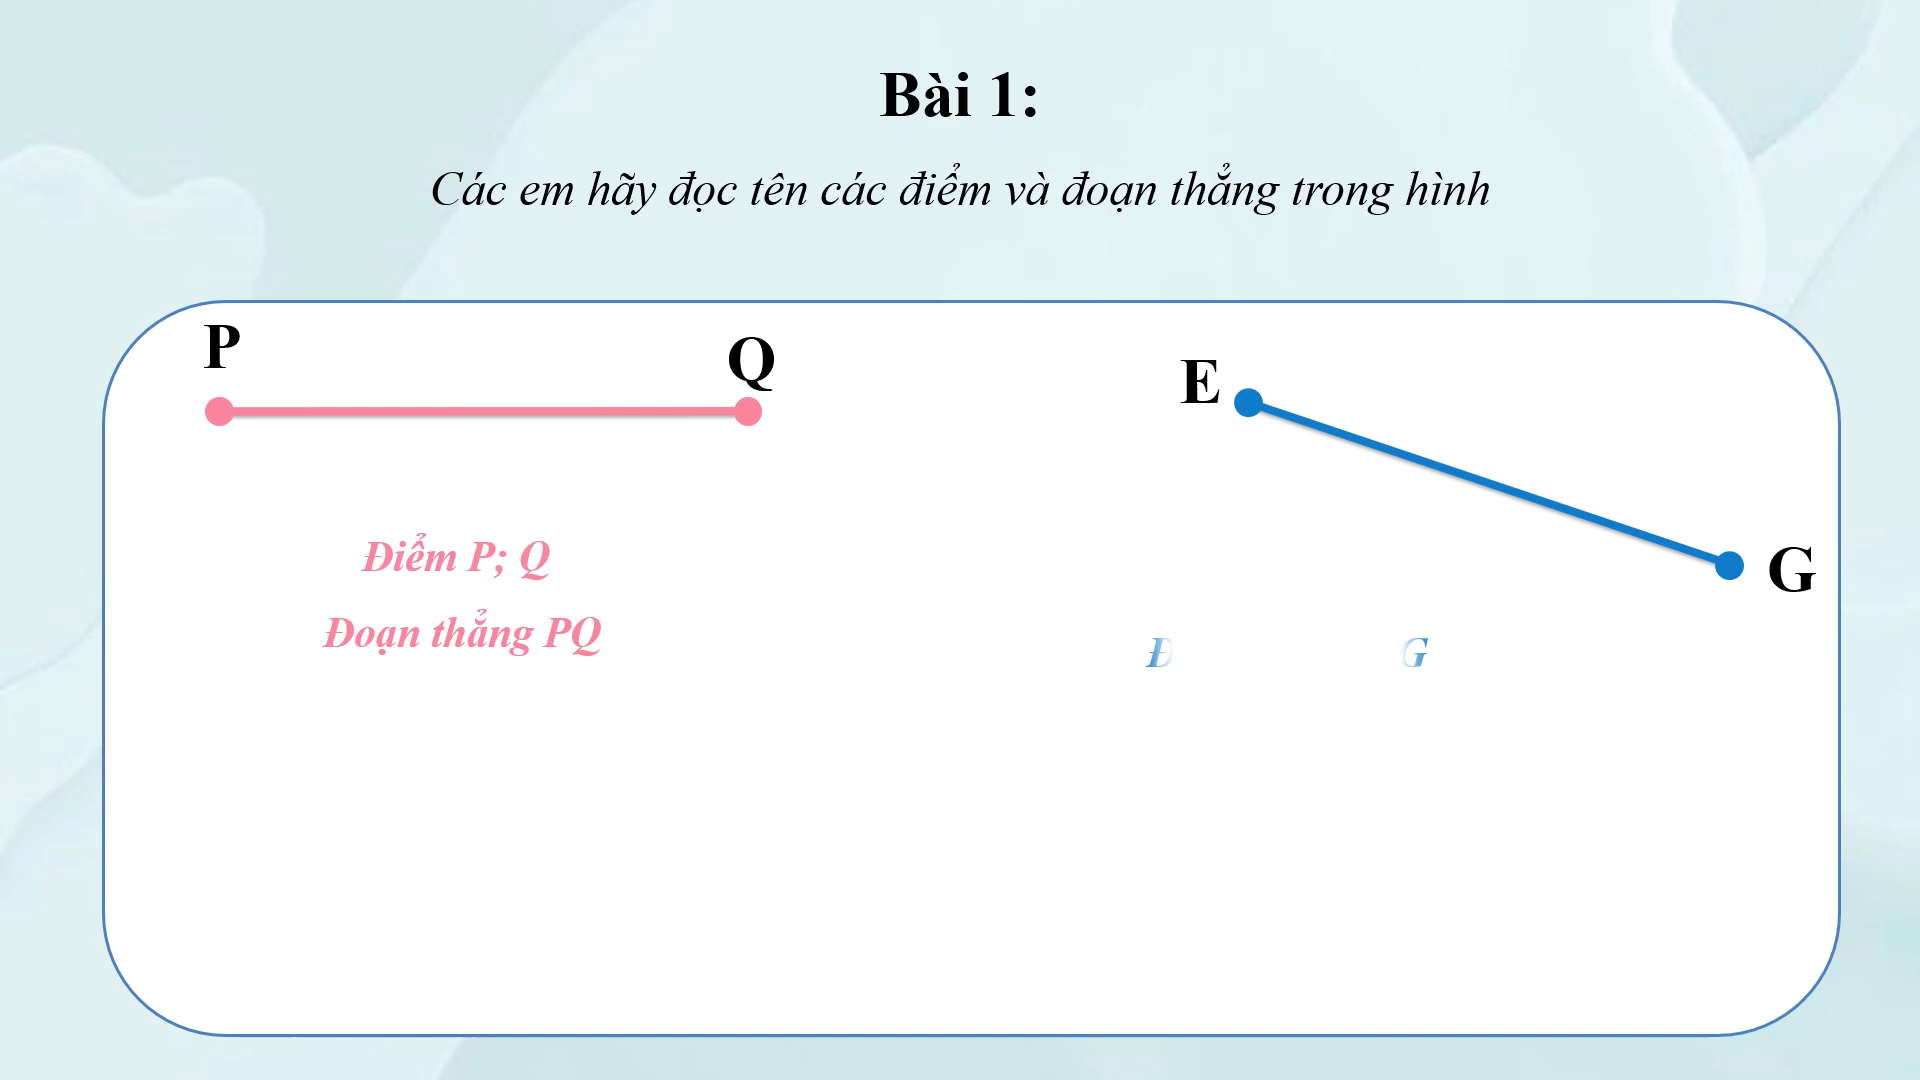 Bài 1:
Các em hãy đọc tên các điểm và đoạn thẳng trong hình
P
Q
E
G
Điểm P; Q
Đoạn thẳng PQ